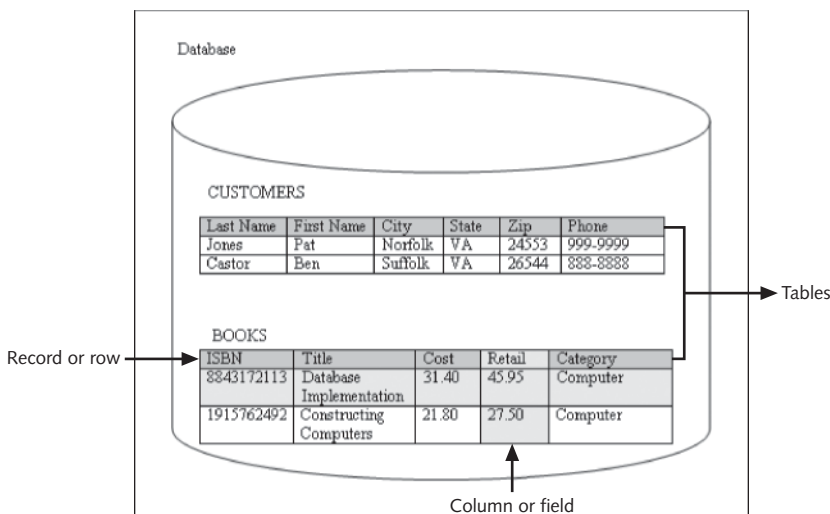 Database
CUSTOMERS
Last Name First Name City State Zip Phone
Jones Pat Norfolk VA 24553 999-9999
Castor Ben Suffolk VA 26544 888-8888
Tables
BOOKS
Record or row
ISBN Title Cost Retail Category
8843172113 Database 31.40 45.95 Computer
Implementation
1915762492 Constructing 21.80 27.50 Computer
Computers
Column or field